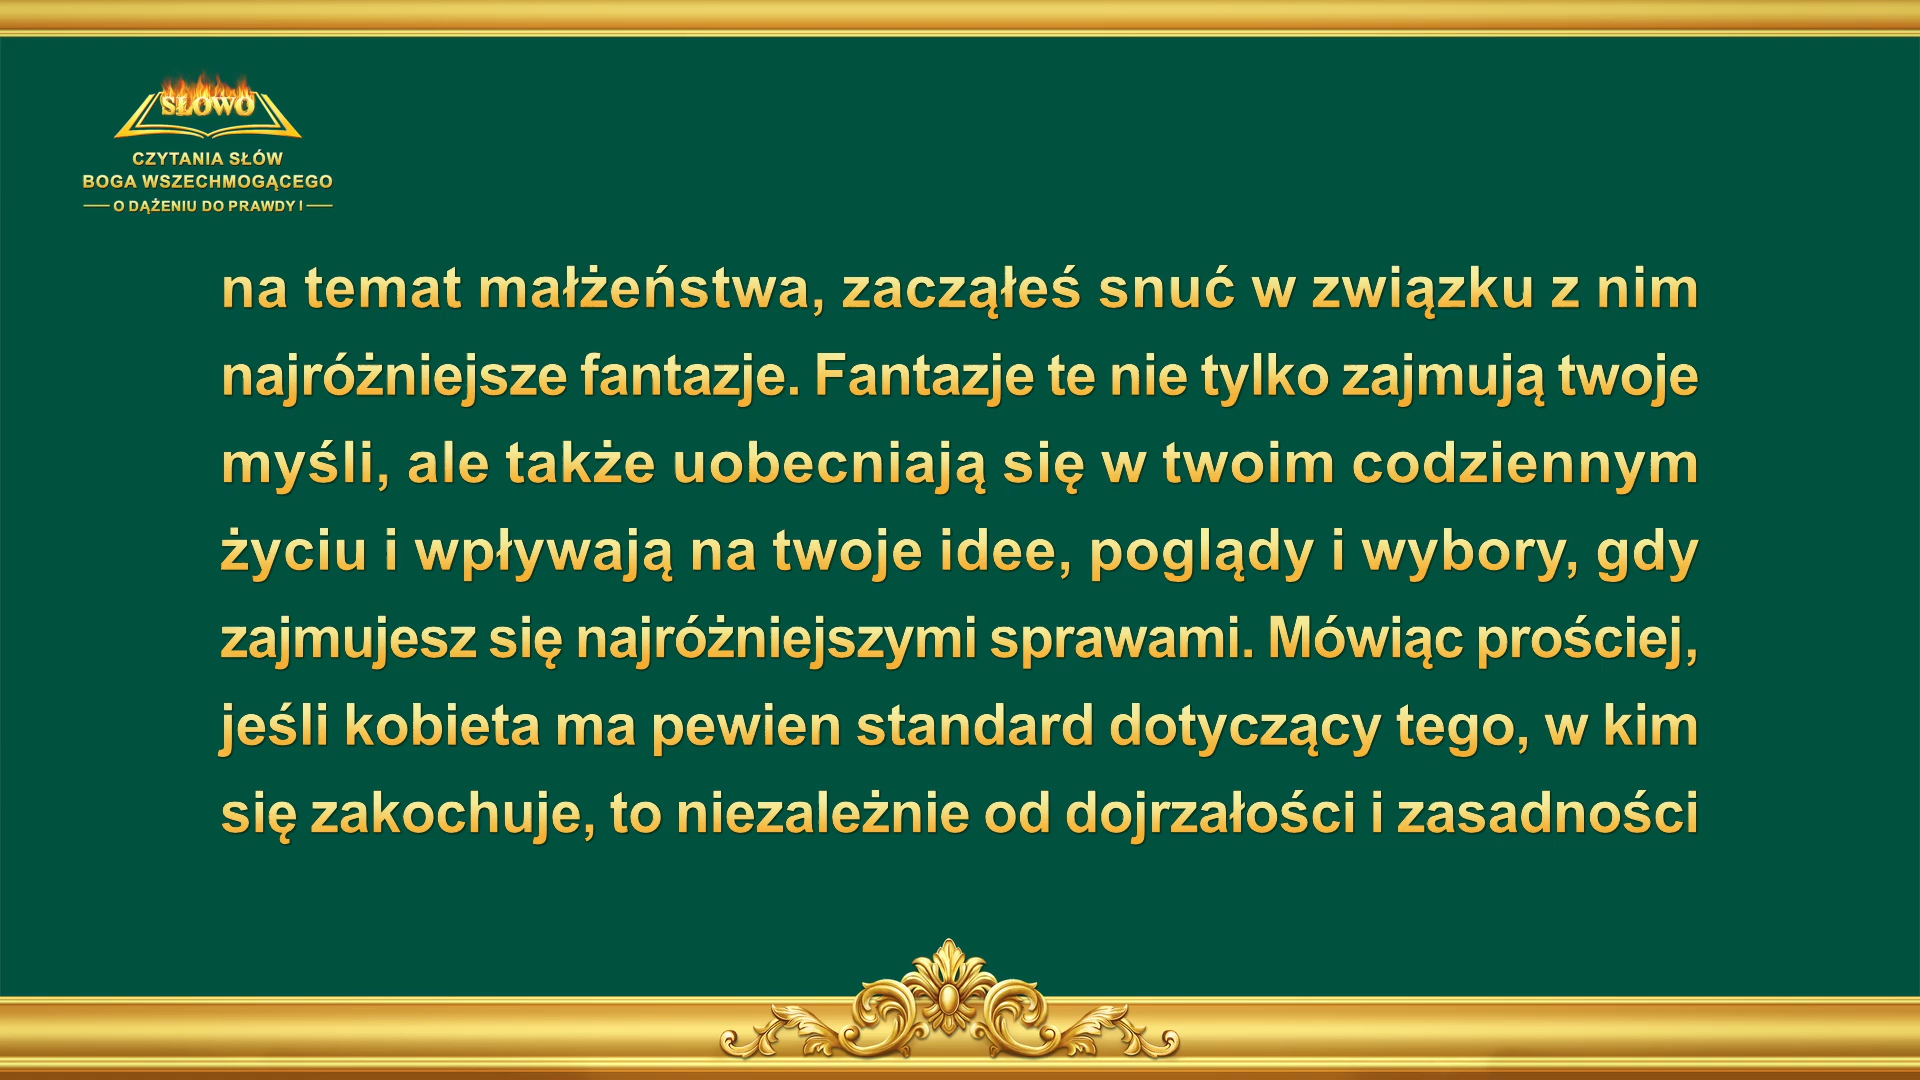 SŁOWO
CZYTANIA SŁÓW
BOGA WSZECHMOGĄCEGO
O DĄŻENIU DO PRAWDY I
na temat małżeństwa, zacząłeś snuć w związku z nim
najróżniejsze fantazje. Fantazje te nie tylko zajmują twoje
myśli, ale także uobecniają się w twoim codziennym
życiu i wpływają na twoje idee, poglądy i wybory, gdy
zajmujesz się najróżniejszymi sprawami. Mówiąc prościej,
jeśli kobieta ma pewien standard dotyczący tego, w kim
się zakochuje, to niezależnie od dojrzałości i zasadności